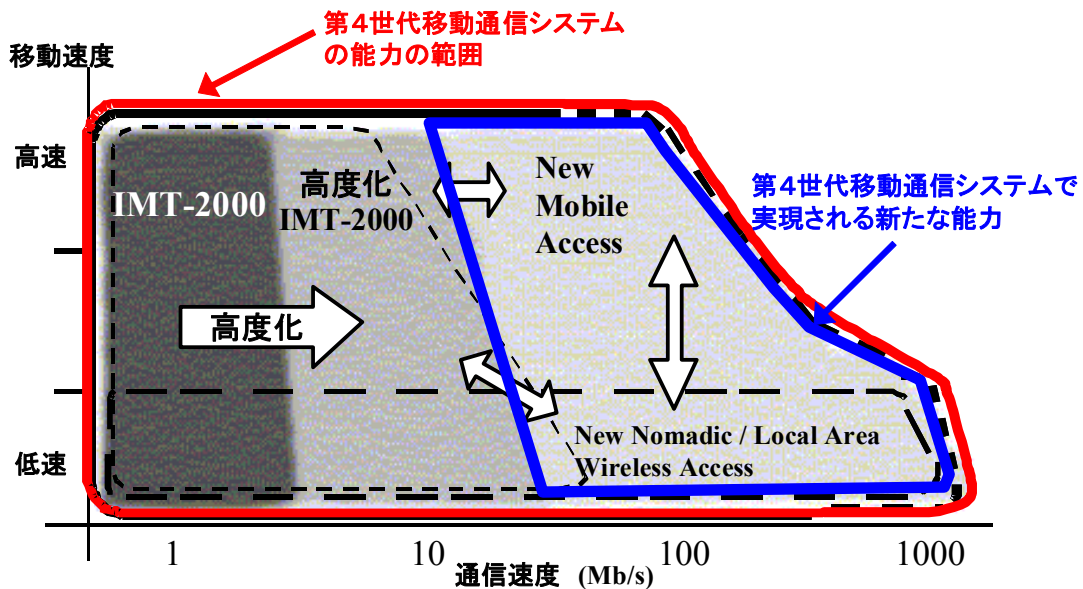 第４世代移動通信システム
の能力の範囲
移動速度
高速
低速
IMT-2000
高度化
IMT-2000
高度化
New
Mobile
Access
第４世代移動通信システムで
実現される新たな能力
New Nomadic / Local Area
Wireless Access
1
10
100
1000
通信速度 (Mb/s)